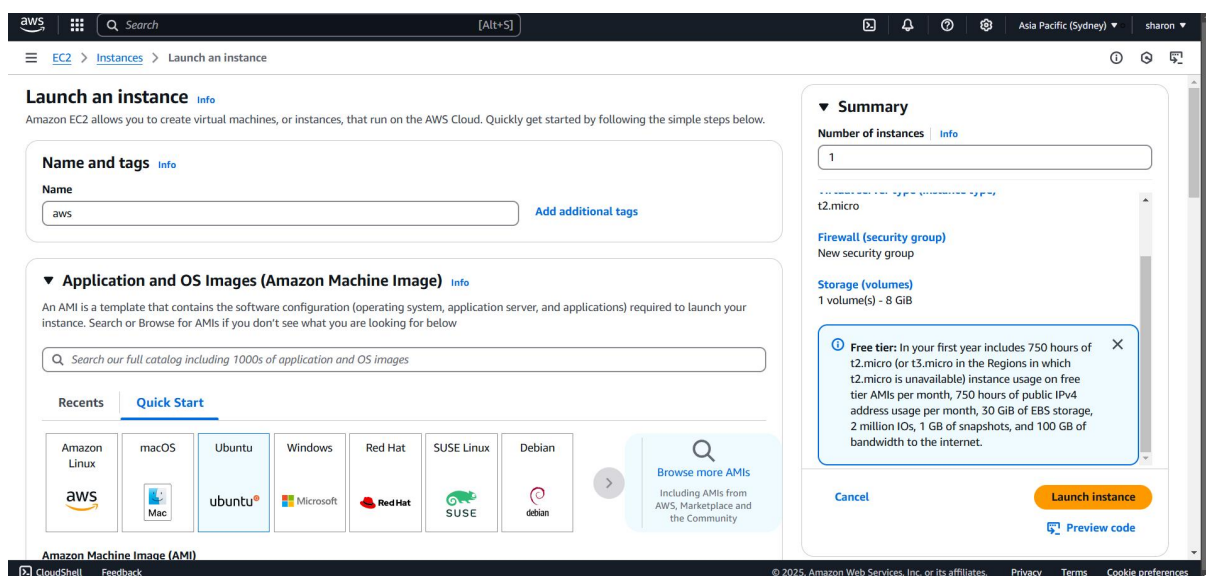 aws
Search [Alt+S]
Asia Pacific (Sydney) ▼
sharon ▼
EC2 > Instances > Launch an instance
Launch an instance Info
Amazon EC2 allows you to create virtual machines, or instances, that run on the AWS Cloud. Quickly get started by following the simple steps below.
Name and tags Info
Name
aws
Add additional tags
▼ Application and OS Images (Amazon Machine Image) Info
An AMI is a template that contains the software configuration (operating system, application server, and applications) required to launch your
instance. Search or Browse for AMIs if you don't see what you are looking for below
Search our full catalog including 1000s of application and OS images
Recents
Quick Start
Amazon
Linux
aws
macOS
Mac
Ubuntu
ubuntu®
Windows
Microsoft
Red Hat
Red Hat
SUSE Linux
SUSE
Debian
debian
Browse more AMIs
Including AMIs from
AWS, Marketplace and
the Community
Amazon Machine Image (AMI)
▼ Summary
Number of instances Info
1
Virtual server type (instance type)
t2.micro
Firewall (security group)
New security group
Storage (volumes)
1 volume(s) - 8 GiB
Free tier: In your first year includes 750 hours of
t2.micro (or t3.micro in the Regions in which
t2.micro is unavailable) instance usage on free
tier AMIs per month, 750 hours of public IPv4
address usage per month, 30 GiB of EBS storage,
2 million IOs, 1 GB of snapshots, and 100 GB of
bandwidth to the internet.
Cancel
Launch instance
Preview code
CloudShell Feedback
© 2025, Amazon Web Services, Inc. or its affiliates. Privacy Terms Cookie preferences